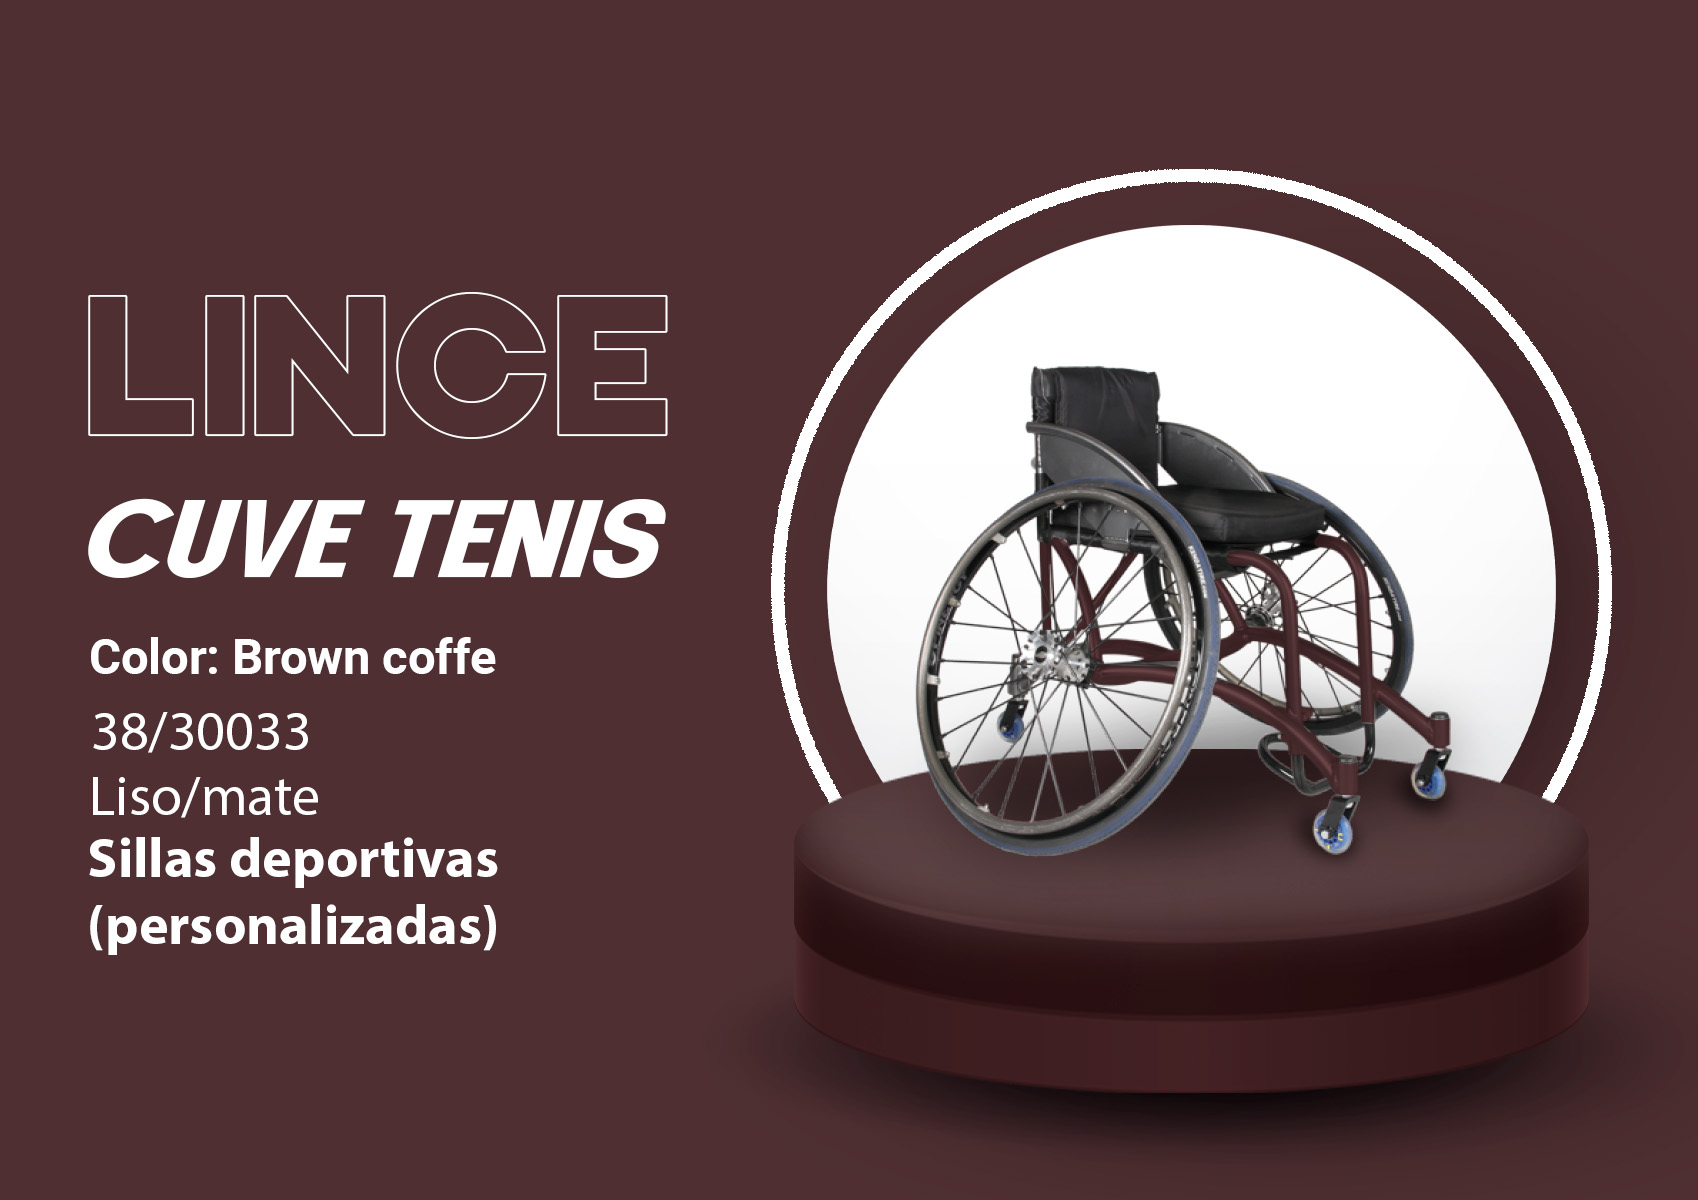 LINCE
CUVE TENIS
Color: Brown coffe
38/30033
Liso/mate
Sillas deportivas
(personalizadas)